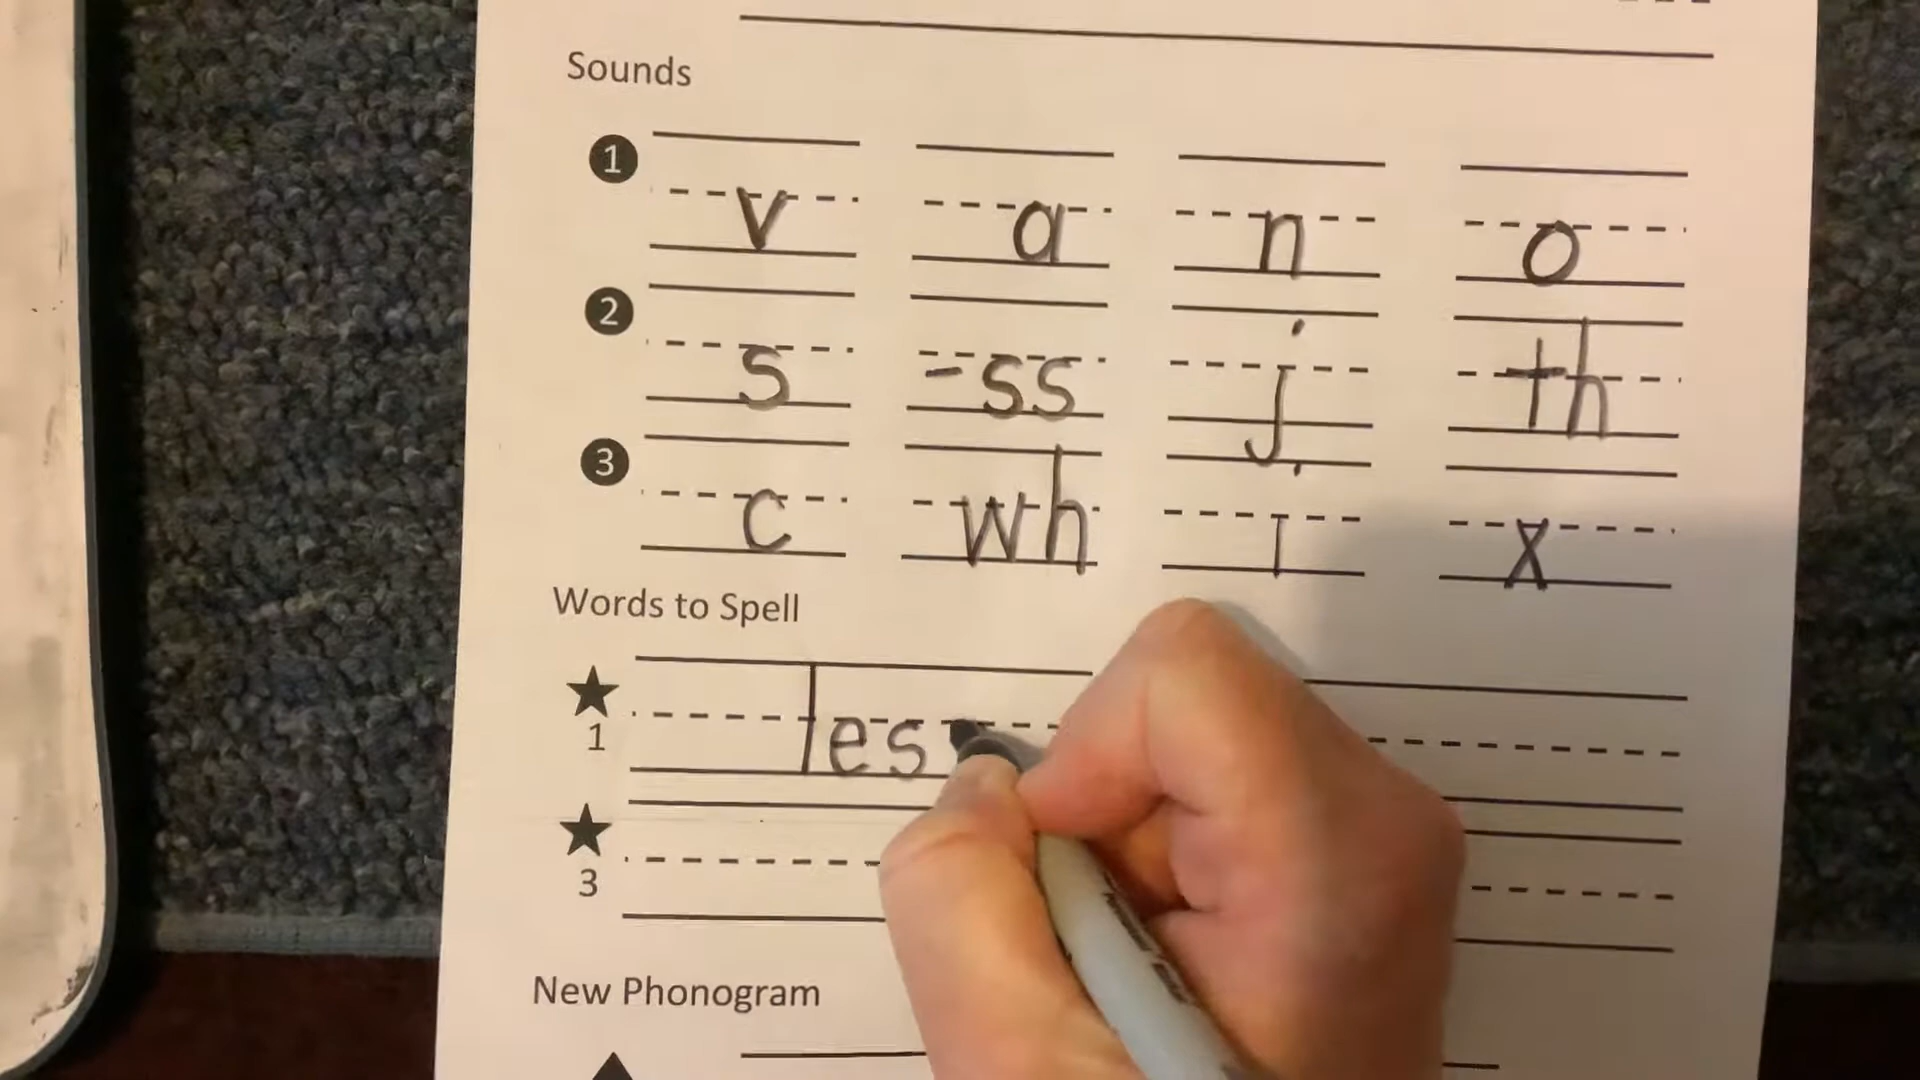 Sounds
1 v a n o
2 s -ss j th
3 c wh i x
Words to Spell
★ 1 les
★ 3
New Phonogram